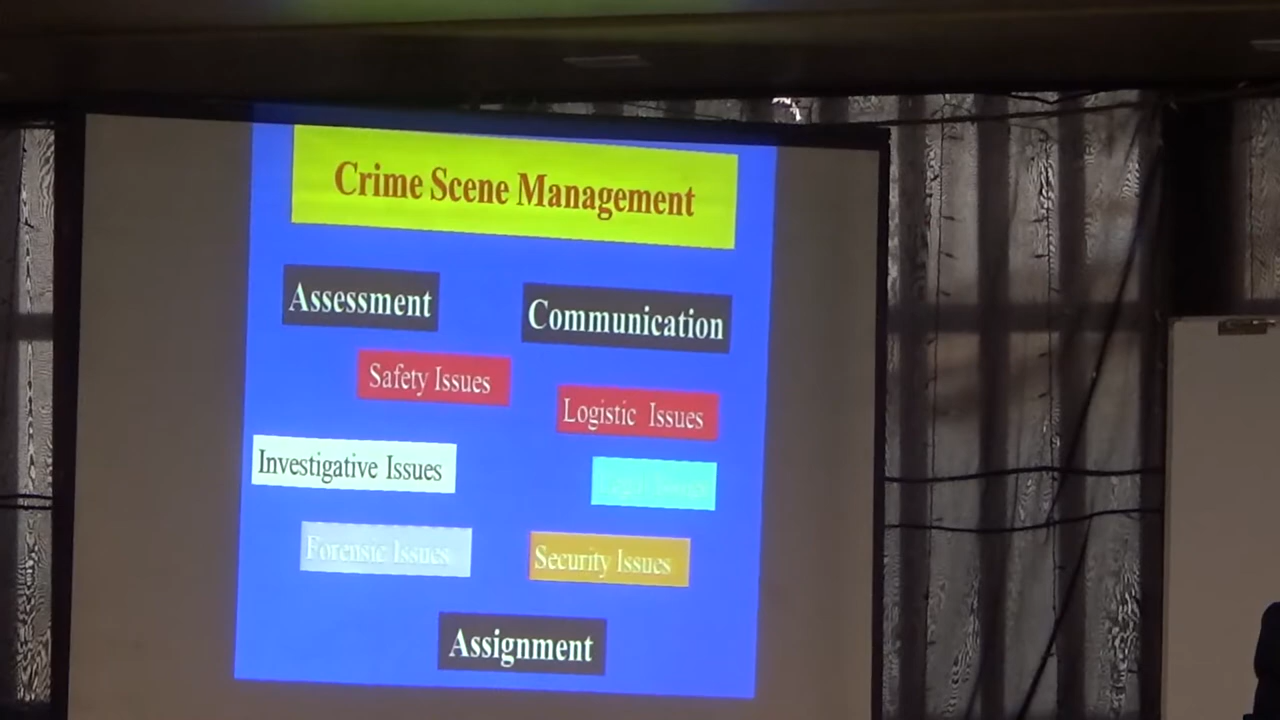 Crime Scene Management
Assessment
Communication
Safety Issues
Logistic Issues
Investigative Issues
Forensic Issues
Security Issues
Assignment